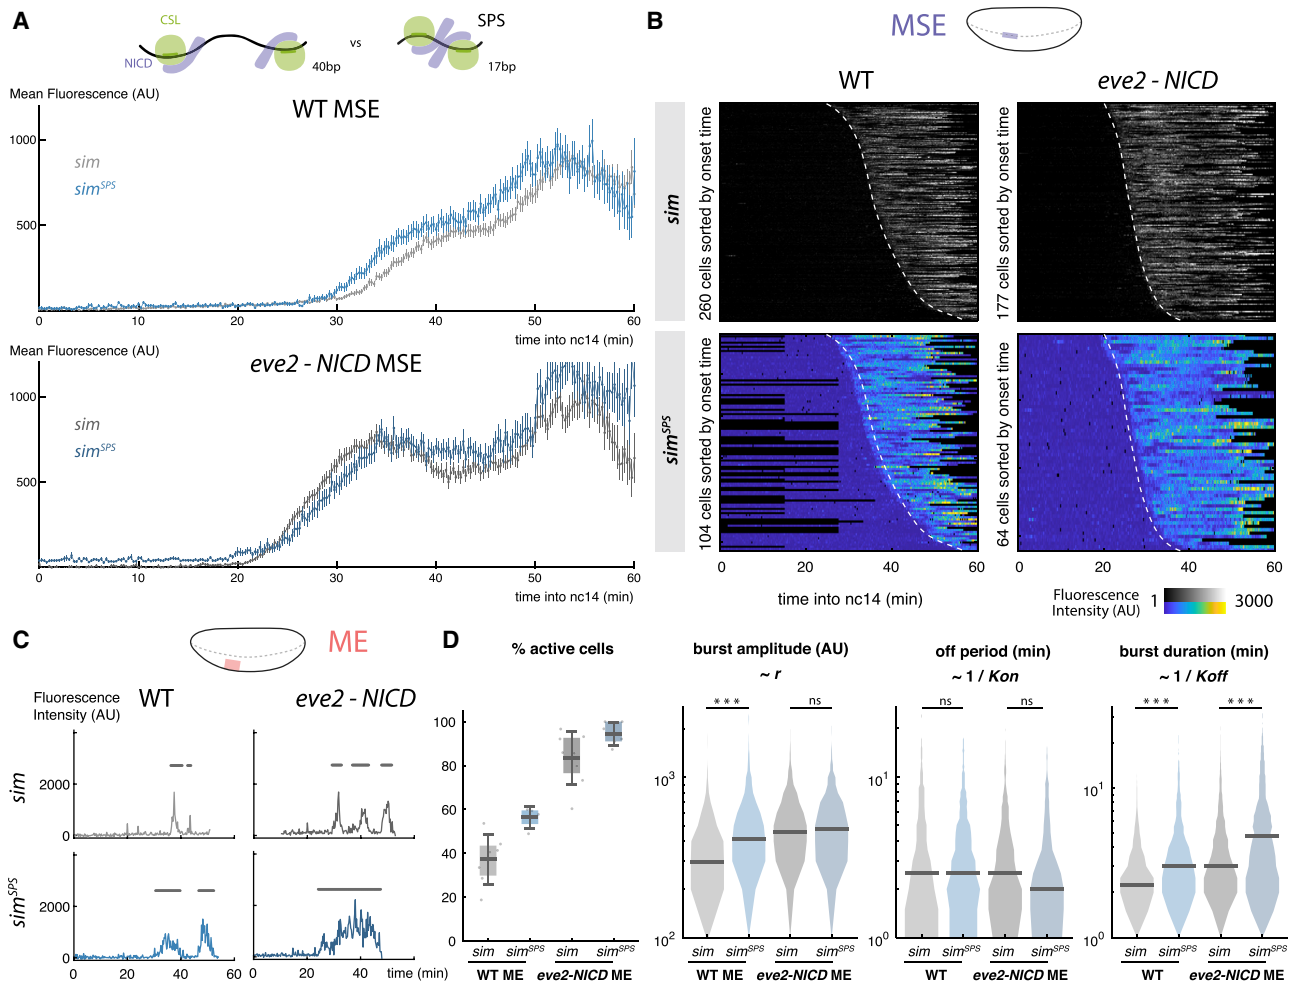 A
CSL
NICD
40bp
vs
SPS
17bp
Mean Fluorescence (AU)
WT MSE
1000
500
sim
sim^SPS
0 10 20 30 40 50 60
time into nc14 (min)
Mean Fluorescence (AU)
eve2 - NICD MSE
1000
500
sim
sim^SPS
0 10 20 30 40 50 60
time into nc14 (min)
B
MSE
WT
eve2 - NICD
sim
260 cells sorted by onset time
177 cells sorted by onset time
sim^SPS
104 cells sorted by onset time
64 cells sorted by onset time
0 20 40 60
0 20 40 60
time into nc14 (min)
Fluorescence Intensity (AU)
1
3000
C
ME
Fluorescence
Intensity (AU)
WT
eve2 - NICD
sim
2000
0
sim^SPS
2000
0
0 20 40 60
0 40
time (min)
D
% active cells
100
80
60
40
20
0
sim sim^SPS sim sim^SPS
WT ME eve2-NICD ME
burst amplitude (AU)
~ r
*** ns
10^3
10^2
sim sim^SPS sim sim^SPS
WT ME eve2-NICD ME
off period (min)
~ 1 / Kon
ns ns
10^1
10^0
sim sim^SPS sim sim^SPS
WT eve2-NICD ME
burst duration (min)
~ 1 / Koff
*** ***
10^1
10^0
sim sim^SPS sim sim^SPS
WT eve2-NICD ME